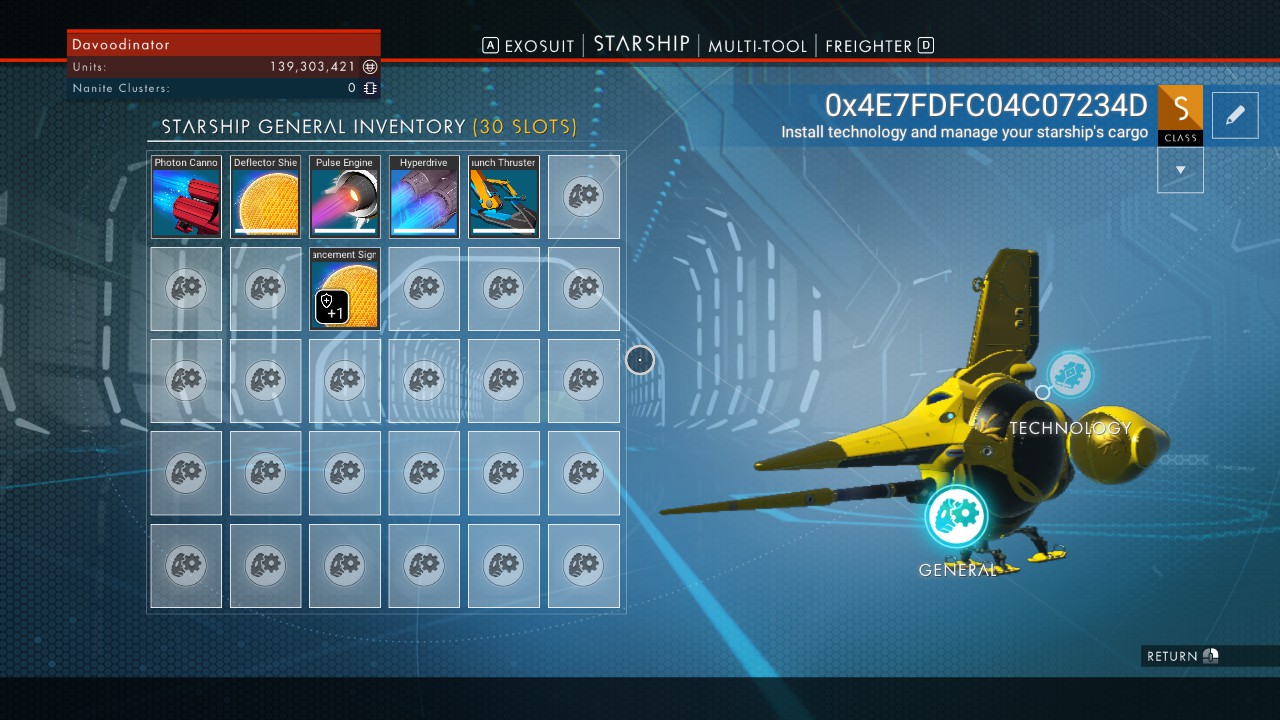 Davoodinator
Units: 139,303,421
Nanite Clusters: 0
A EXOSUIT STARSHIP MULTI-TOOL FREIGHTER D
0x4E7FDFC04C07234D
Install technology and manage your starship's cargo
S
CLASS
STARSHIP GENERAL INVENTORY (30 SLOTS)
Photon Canno Deflector Shie Pulse Engine Hyperdrive unch Thruster
ancement Sign
+1
TECHNOLOGY
GENERAL
RETURN